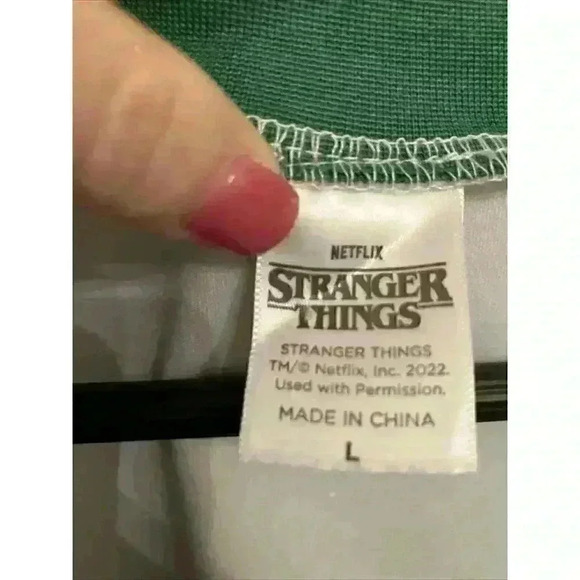 NETFLIX
STRANGER
THINGS
STRANGER THINGS
TM/© Netflix, Inc. 2022.
Used with Permission.
MADE IN CHINA
L